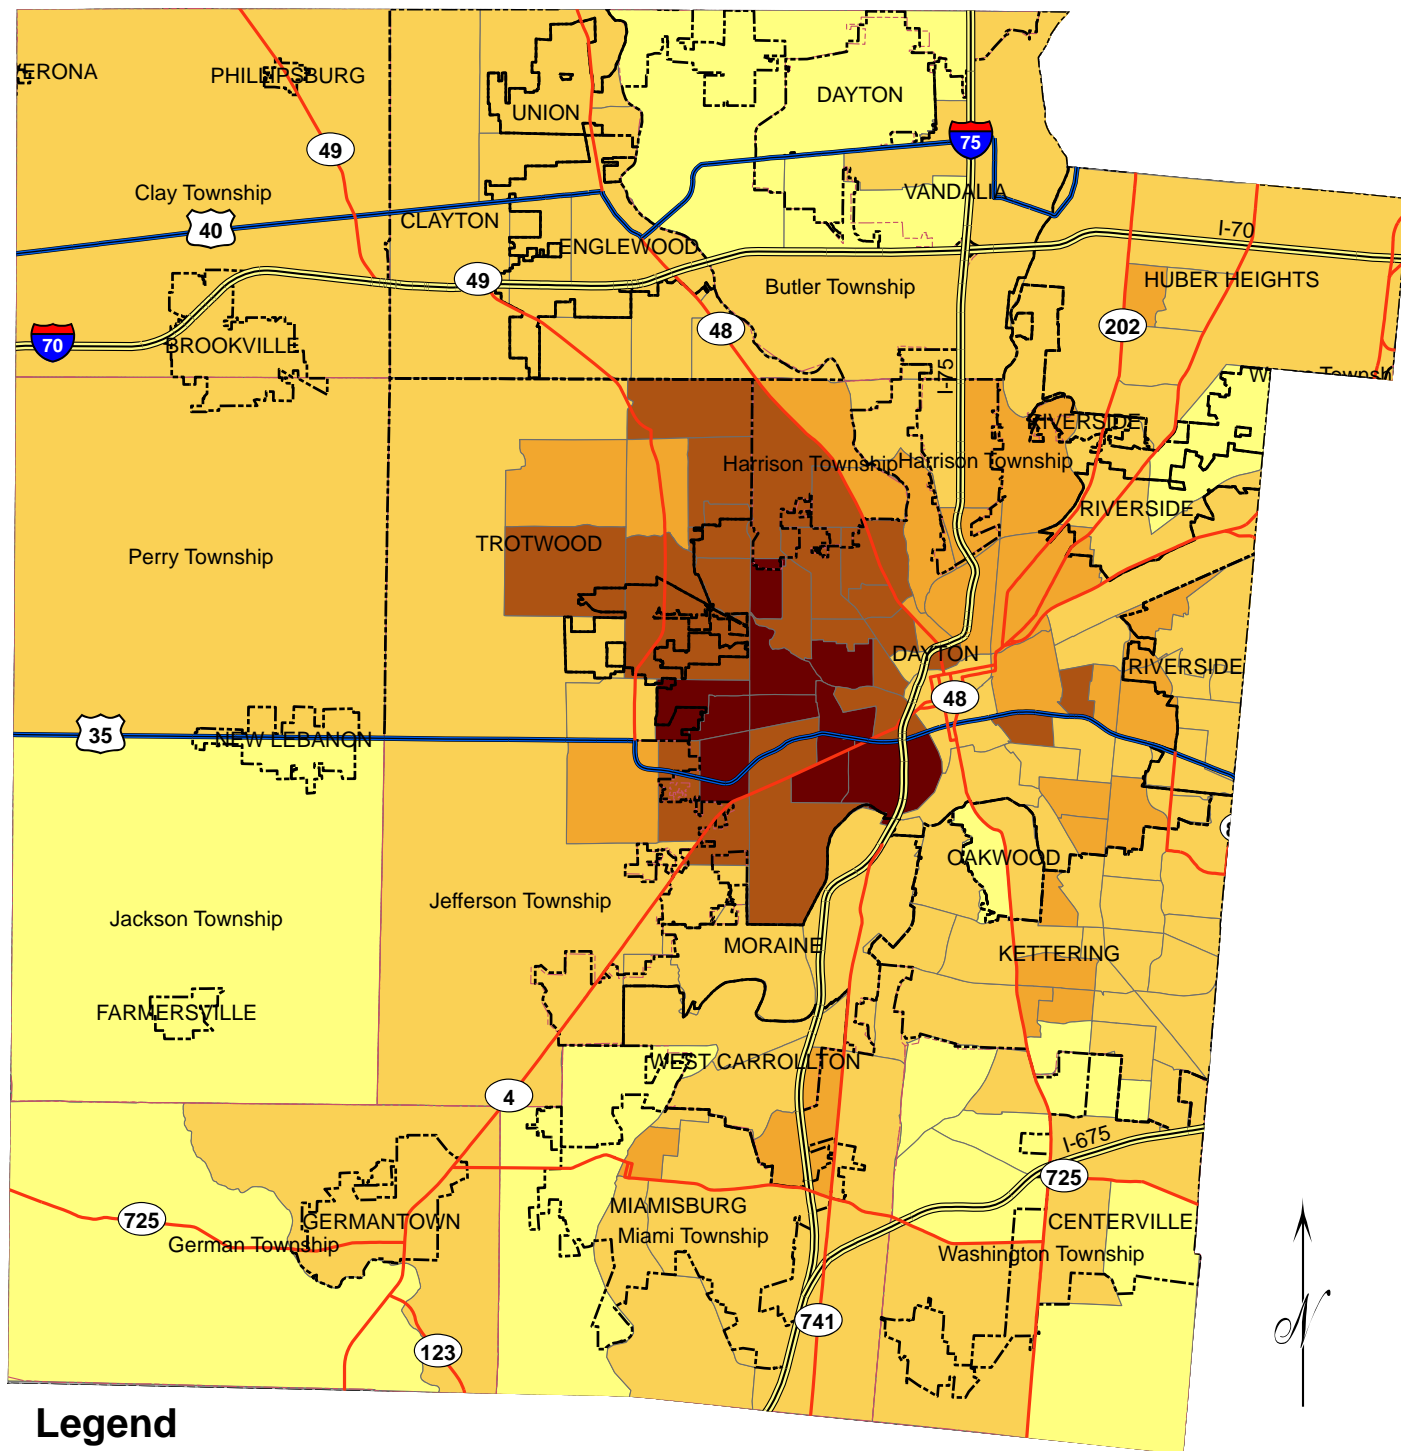 ERONA
PHILLIPSBURG
UNION
DAYTON
49
75
Clay Township
VANDALIA
CLAYTON
40
I-70
ENGLEWOOD
49
Butler Township
HUBER HEIGHTS
70
BROOKVILLE
48
202
I-75
RIVERSIDE
Harrison Township
Harrison Township
RIVERSIDE
TROTWOOD
Perry Township
DAYTON
RIVERSIDE
48
35
NEW LEBANON
OAKWOOD
Jefferson Township
Jackson Township
MORAINE
KETTERING
FARMERSVILLE
WEST CARROLLTON
4
I-675
725
MIAMISBURG
725
GERMANTOWN
CENTERVILLE
Miami Township
German Township
Washington Township
741
N
123
Legend